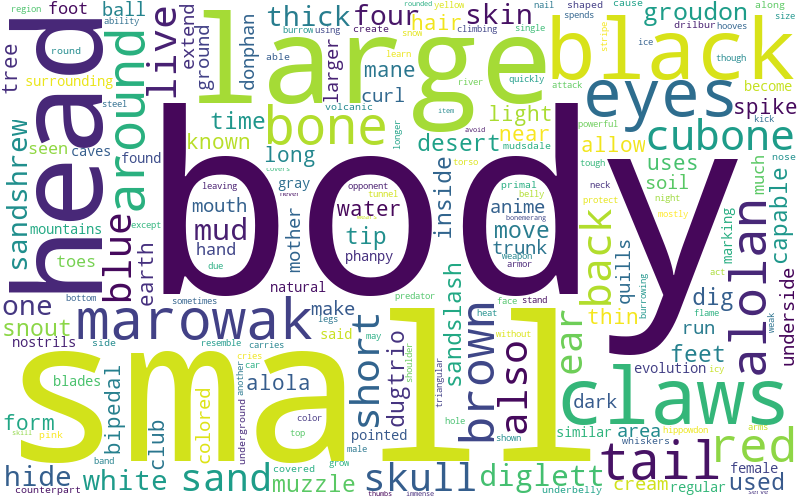 body
small
large
head
black
claws
marowak
alolan
eyes
tail
around
bone
red
brown
blue
skull
sand
live
cubone
back
short
also
thick
four
skin
groudon
hair
spike
mane
curl
light
near
allow
desert
long
time
known
larger
extend
ground
donphan
ball
foot
tree
surrounding
sandshrew
seen
caves
found
mountains
toes
earth
one
snout
nostrils
mouth
mud
hand
gray
mother
water
tip
phanpy
inside
anime
move
trunk
natural
make
said
uses
soil
much
capable
underside
marking
quills
dig
run
thin
ear
feet
evolution
dark
similar
area
female
used
cream
regular
whiskers
diglett
dugtrio
sandslash
pointed
alola
colored
club
bipedal
white
form
hide
muzzle
blades
pink
side
bottom
band
counterpart
underground
another
cries
car
carries
resemble
legs
sometimes
predator
may
shoulder
male
grow
color
top
covered
triangular
hole
shown
underbelly
thumbs
immense
heat
without
face
stand
weapon
armor
bonemerang
belly
primal
torso
opponent
leaving
due
tunnel
covers
volcanic
longer
river
item
avoid
mudsdale
quickly
single
climbing
rounded
yellow
snow
learn
using
burrow
able
create
nail
shaped
spends
cause
hooves
stripe
ice
attack
drilbur
though
along
size
become
powerful
kick
tough
nose
neck
protect
night
mostly
act
flame
weak
icy
burrowing
hippowdon
arms
region
ability
round
steel
except
skill